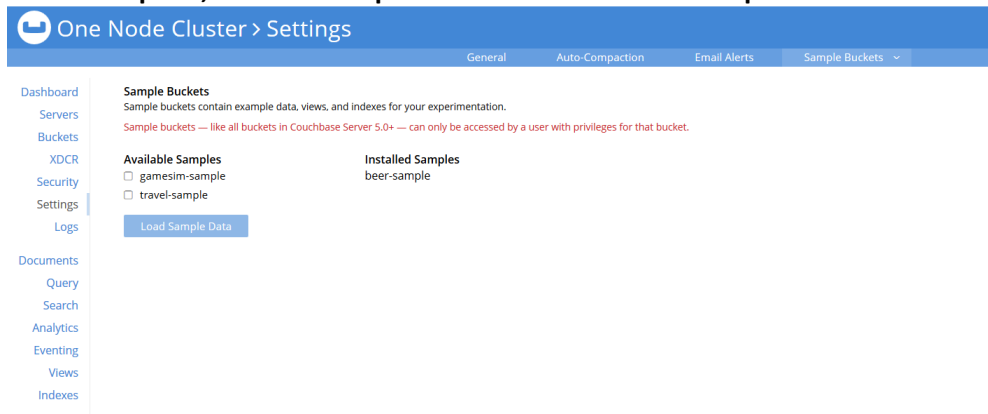 One Node Cluster > Settings
General Auto-Compaction Email Alerts Sample Buckets
Dashboard
Servers
Buckets
XDCR
Security
Settings
Logs
Documents
Query
Search
Analytics
Eventing
Views
Indexes
Sample Buckets
Sample buckets contain example data, views, and indexes for your experimentation.
Sample buckets — like all buckets in Couchbase Server 5.0+ — can only be accessed by a user with privileges for that bucket.
Available Samples
gamesim-sample
travel-sample
Load Sample Data
Installed Samples
beer-sample